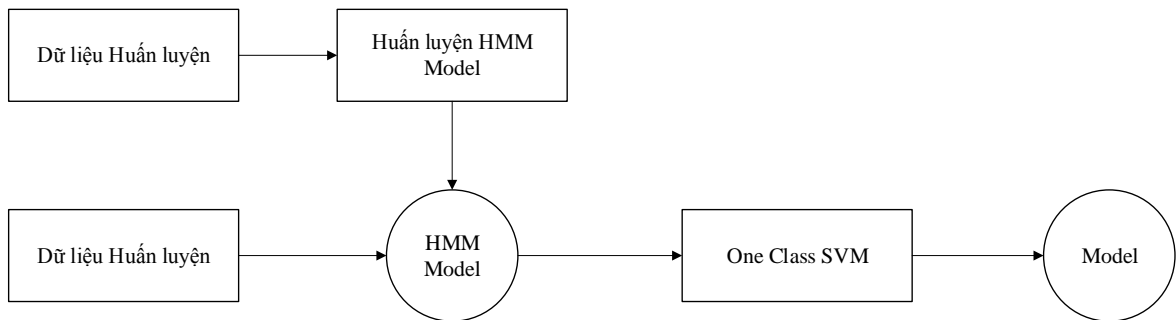 Dữ liệu Huấn luyện
Huấn luyện HMM
Model
Dữ liệu Huấn luyện
HMM
Model
One Class SVM
Model